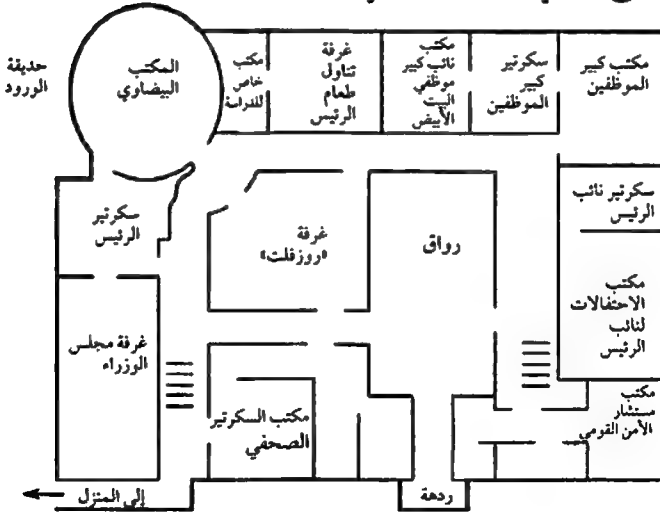 حديقة
الورود
المكتب
البيضاوي
مكتب
خاص
للدراسة
غرفة
تناول
طعام
الرئيس
مكتب
نائب كبير
موظفي
البيت
الأبيض
سكرتير
كبير
الموظفين
مكتب كبير
الموظفين
سكرتير
الرئيس
غرفة
«روزفلت»
رواق
سكرتير نائب
الرئيس
مكتب
الاحتفالات
لنائب
الرئيس
غرفة مجلس
الوزراء
مكتب السكرتير
الصحفي
مكتب
مستشار
الأمن القومي
إلى المنزل
ردهة